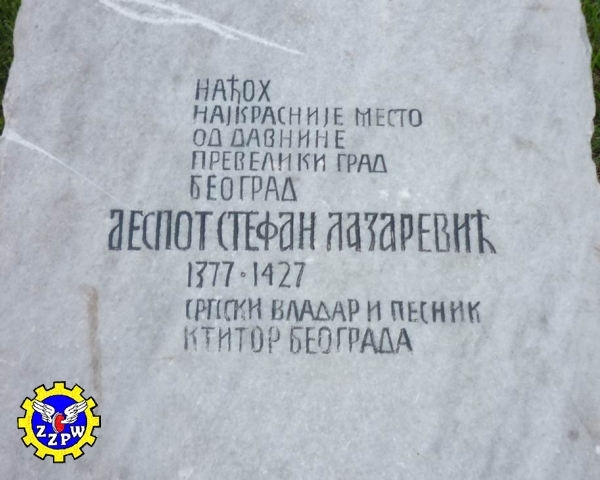 НАЂОХ
НАЈКРАСНИЈЕ МЕСТО
ОД ДАВНИНЕ
ПРЕВЕЛИКИ ГРАД
БЕОГРАД
ДЕСПОТ СТЕФАН ЛАЗАРЕВИЋ
1377 • 1427
СРПСКИ ВЛАДАР И ПЕСНИК
КТИТОР БЕОГРАДА
ZZPW